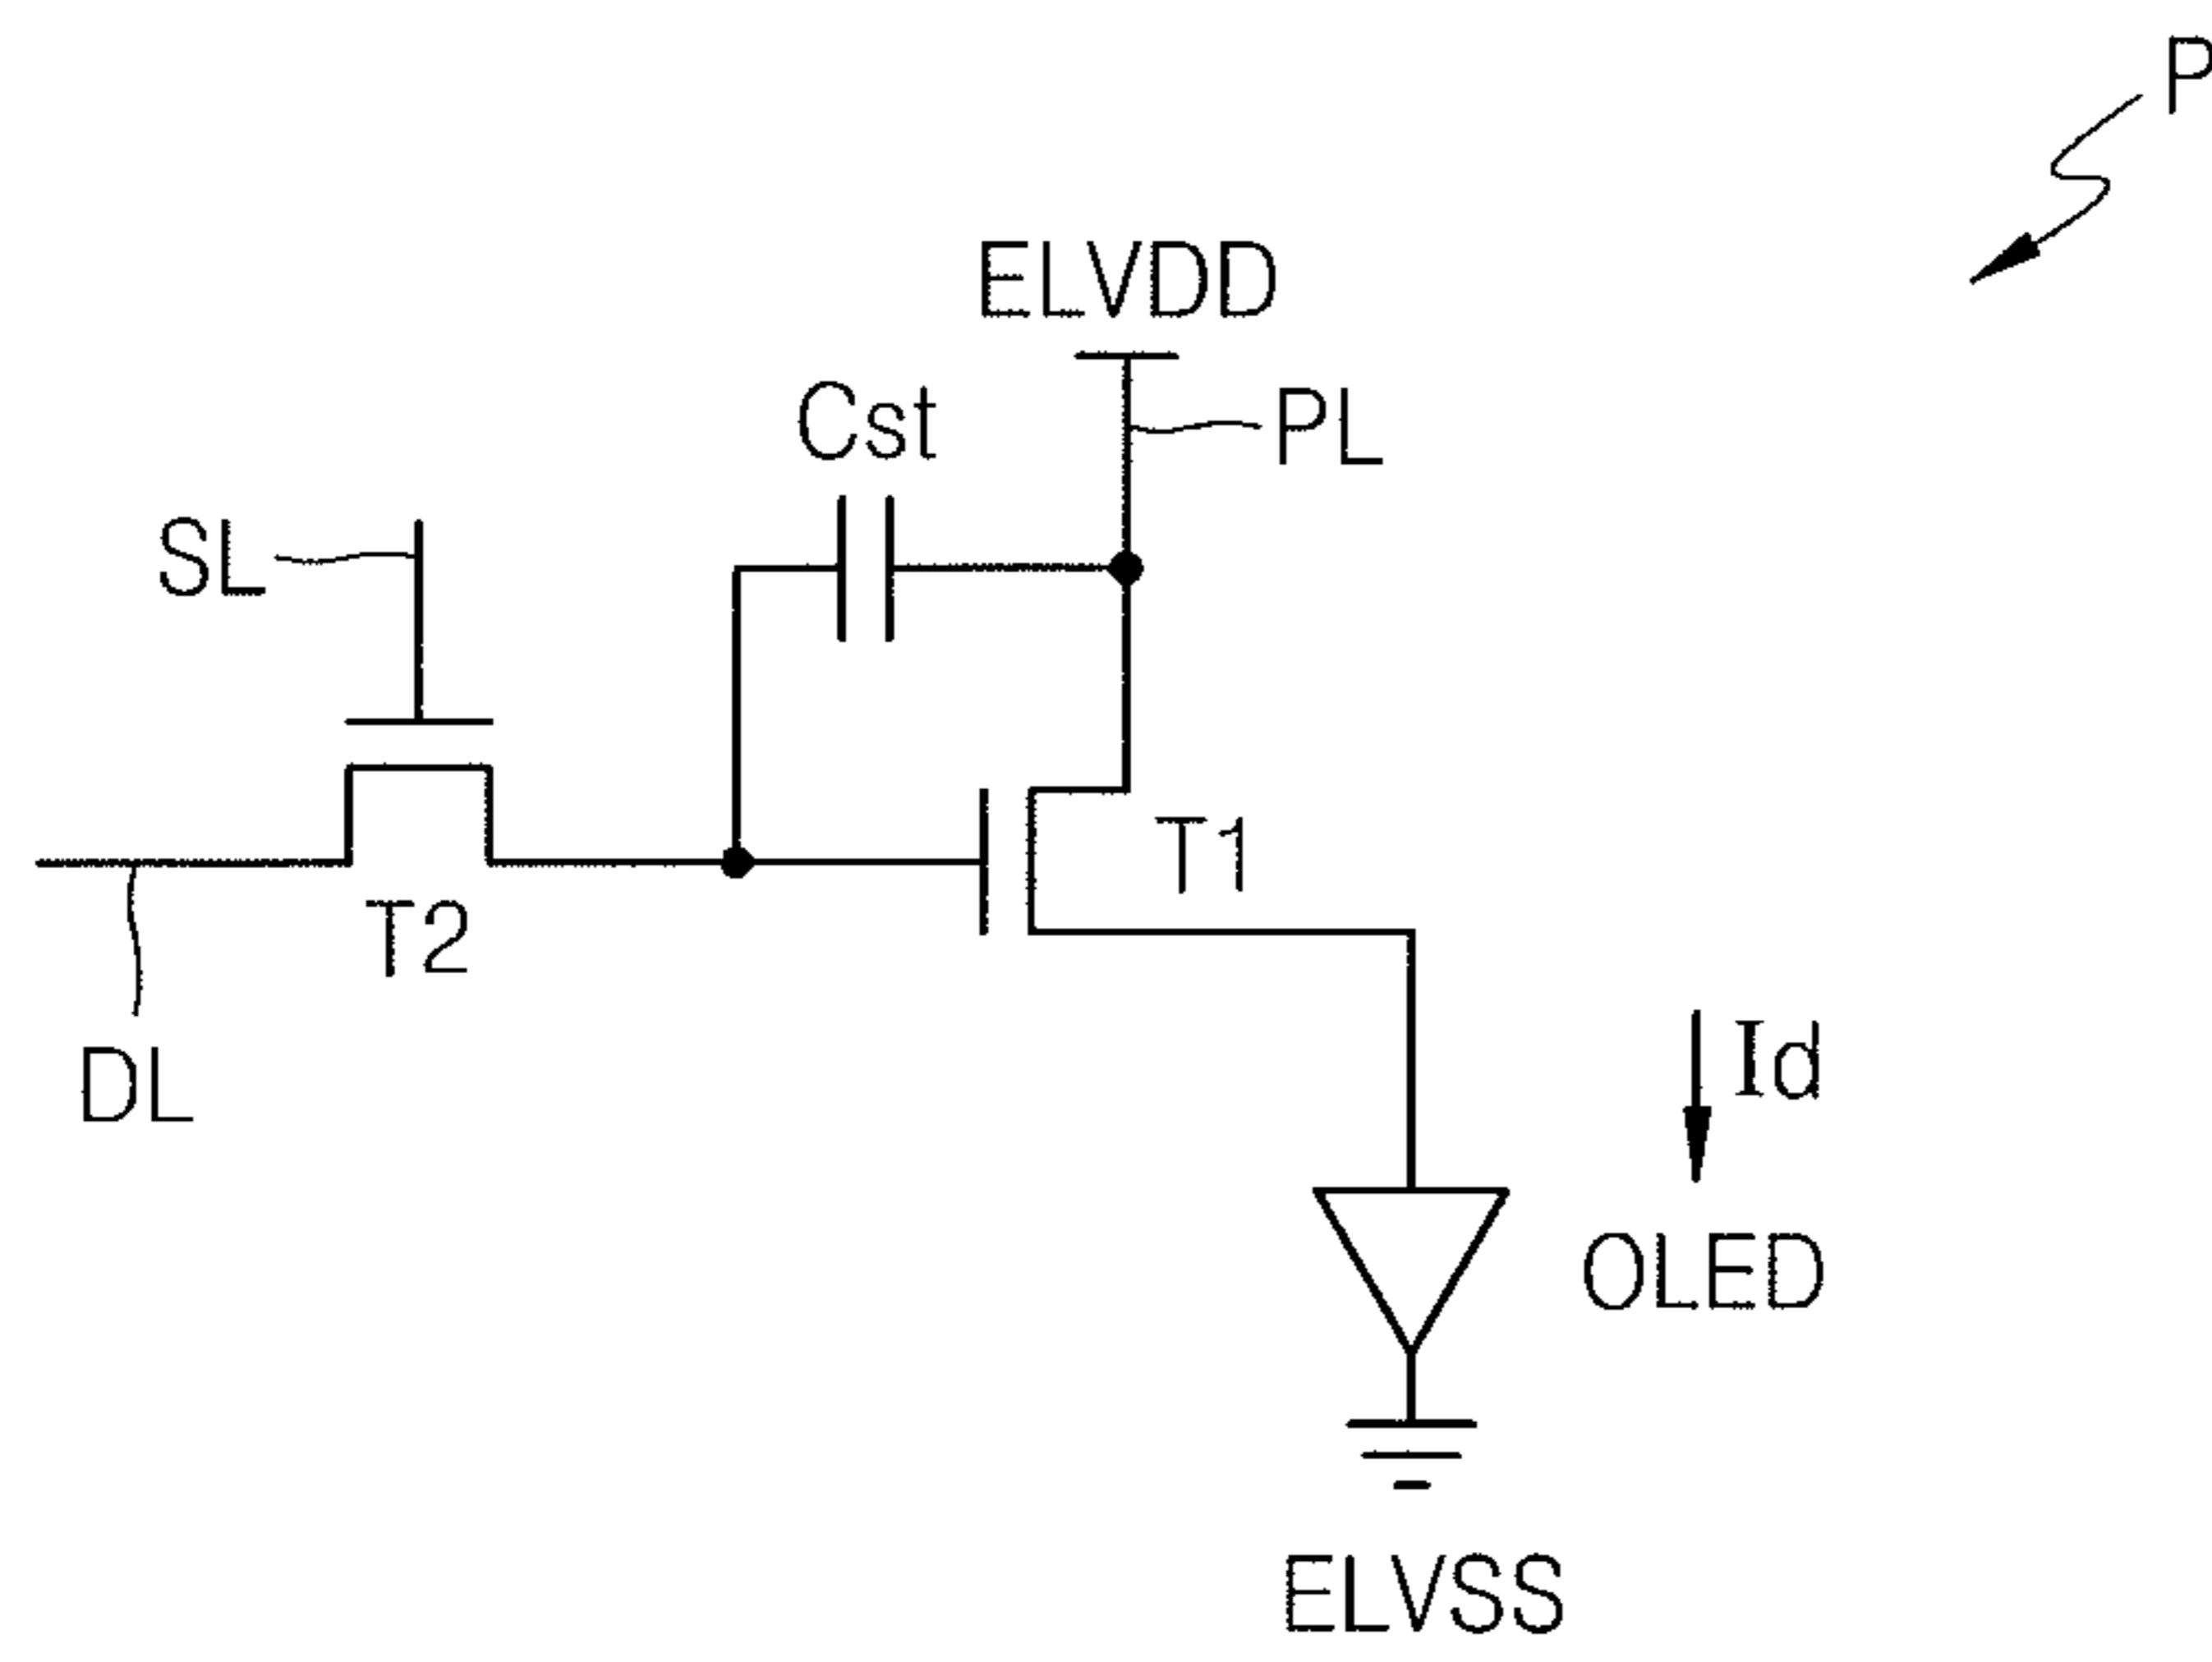 P
ELVDD
Cst
PL
SL
T1
T2
DL
Id
OLED
ELVSS